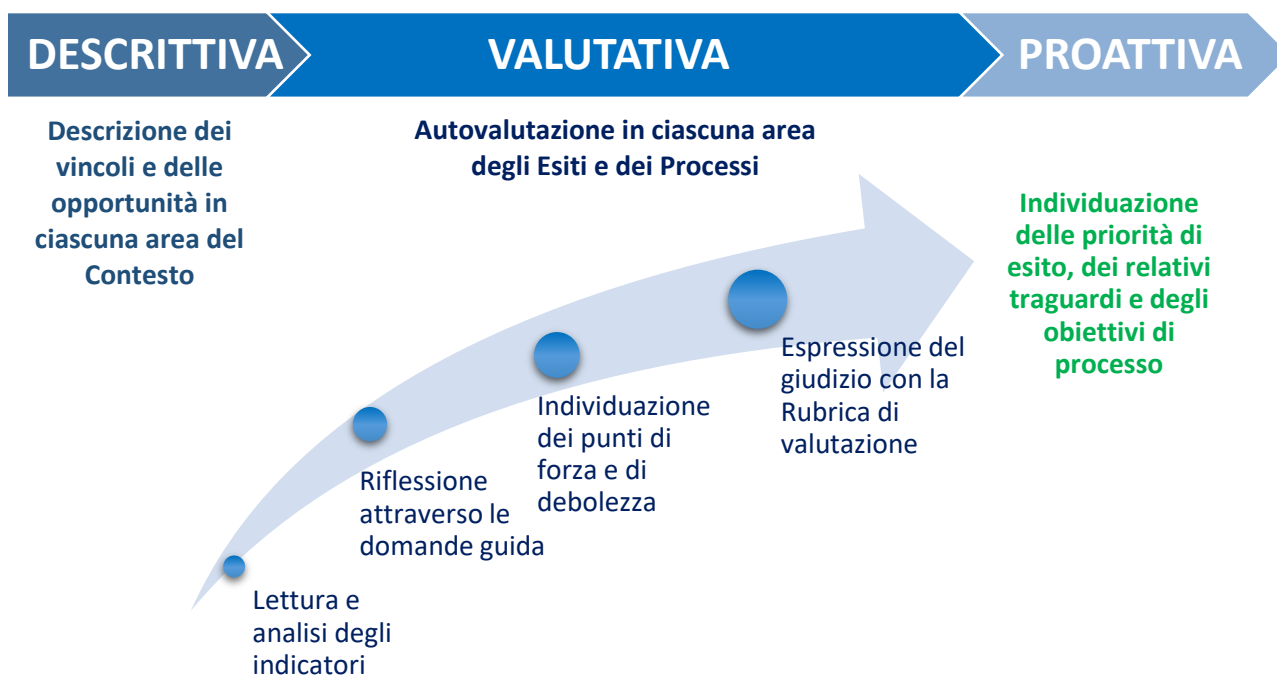 DESCRITTIVA
VALUTATIVA
PROATTIVA
Descrizione dei
vincoli e delle
opportunità in
ciascuna area del
Contesto
Autovalutazione in ciascuna area
degli Esiti e dei Processi
Individuazione
delle priorità di
esito, dei relativi
traguardi e degli
obiettivi di
processo
Lettura e
analisi degli
indicatori
Riflessione
attraverso le
domande guida
Individuazione
dei punti di
forza e di
debolezza
Espressione del
giudizio con la
Rubrica di
valutazione